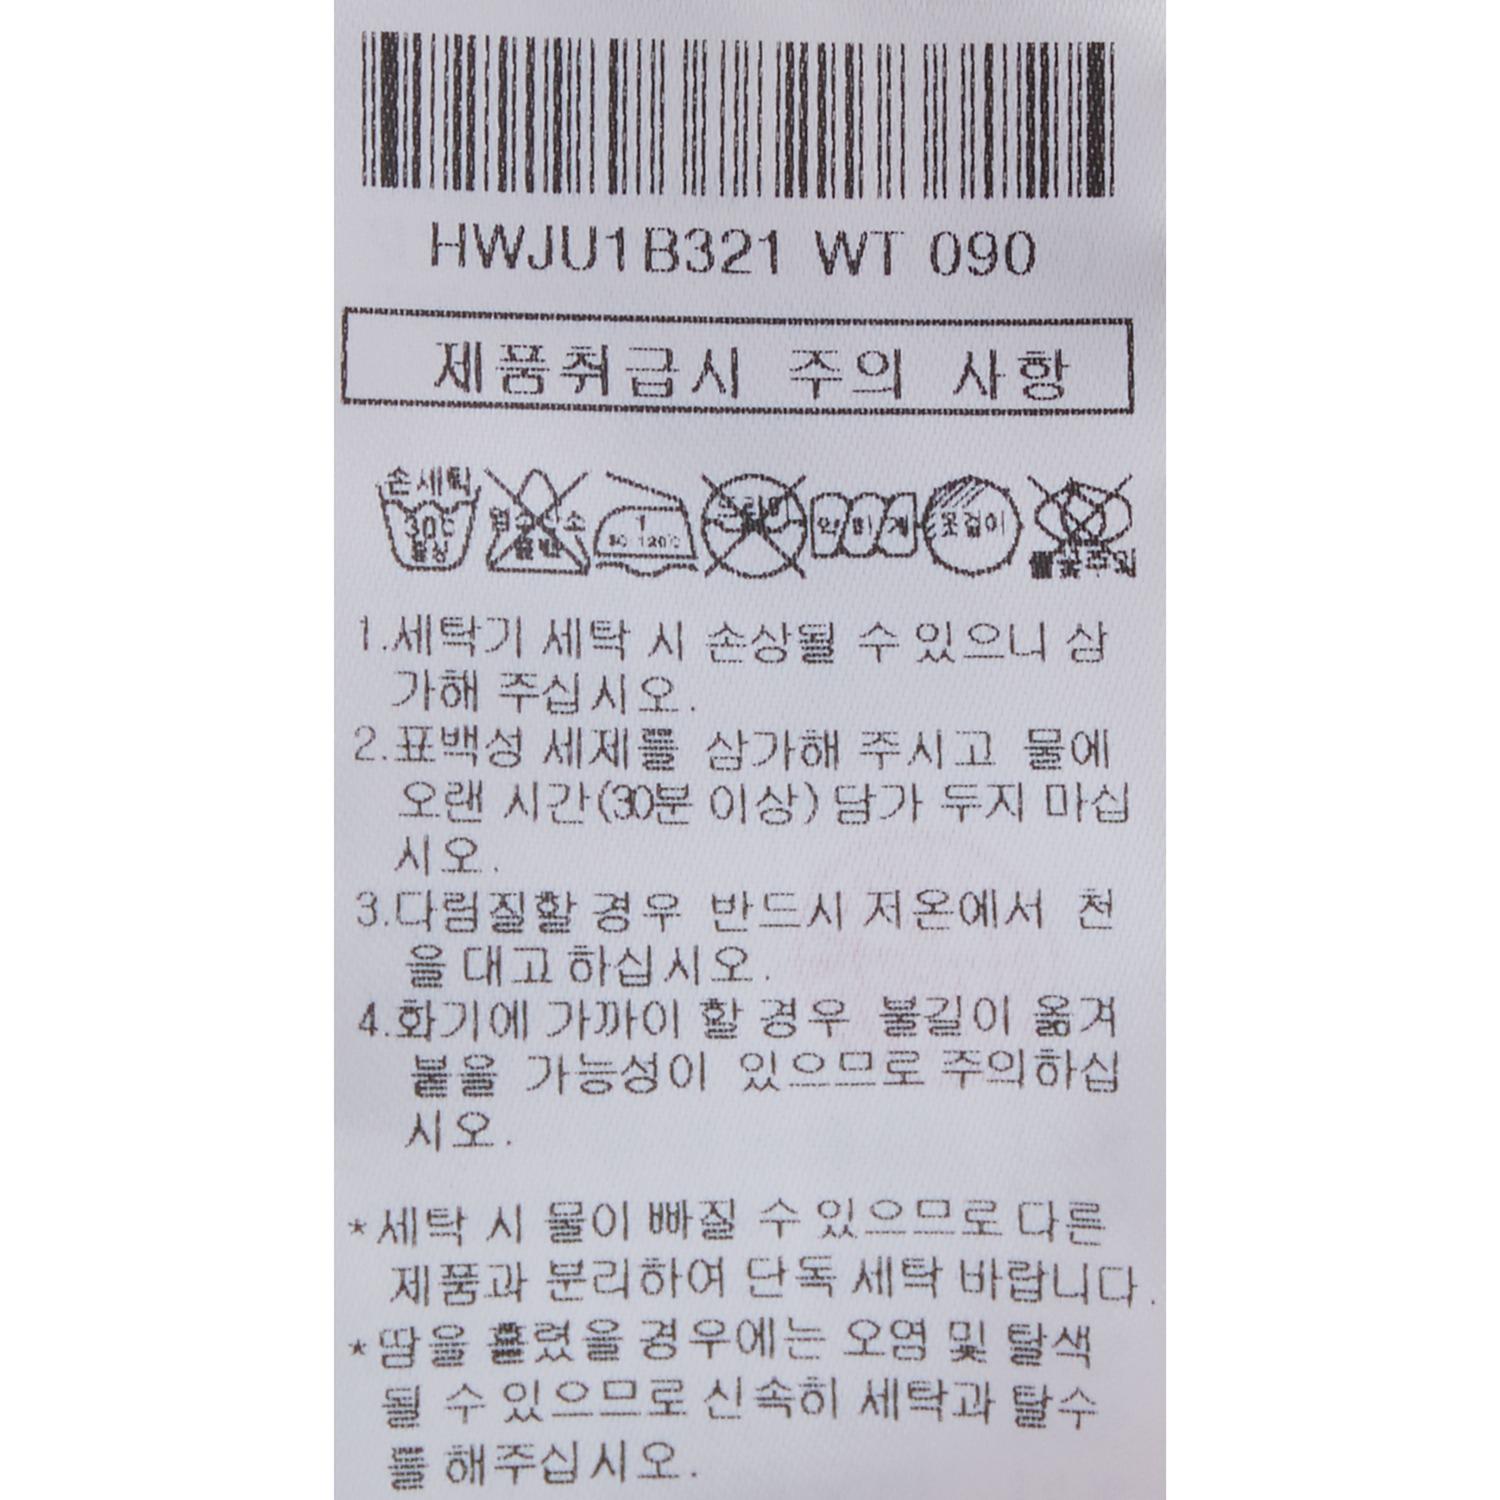 HWJU1B321 WT 090
제품취급시 주의 사항
손세탁
30℃
중성
염소탄소
표백
1
80-120℃
드라이
약하게
옷걸이
불꽃주의
1.세탁기 세탁 시 손상될 수 있으니 삼
가해 주십시오.
2.표백성 세제를 삼가해 주시고 물에
오랜 시간(30분 이상) 담가 두지 마십
시오.
3.다림질할 경우 반드시 저온에서 천
을 대고 하십시오.
4.화기에 가까이 할 경우 불길이 옮겨
붙을 가능성이 있으므로 주의하십
시오.
*세탁 시 물이 빠질 수 있으므로 다른
제품과 분리하여 단독 세탁 바랍니다.
*땀을 흘렸을 경우에는 오염 및 탈색
될 수 있으므로 신속히 세탁과 탈수
를 해주십시오.